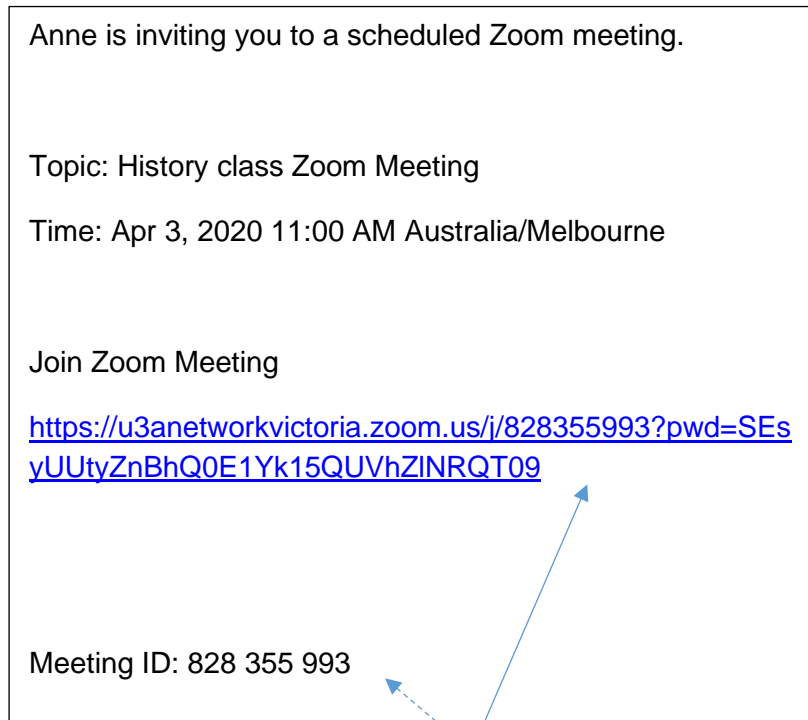 Anne is inviting you to a scheduled Zoom meeting.
Topic: History class Zoom Meeting
Time: Apr 3, 2020 11:00 AM Australia/Melbourne
Join Zoom Meeting
https://u3anetworkvictoria.zoom.us/j/828355993?pwd=SEs
yUUtyZnBhQ0E1Yk15QUVhZlNRQT09
Meeting ID: 828 355 993